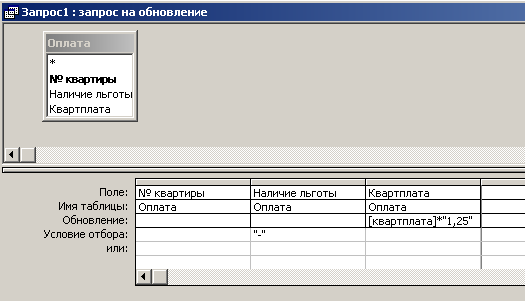 Запрос1 : запрос на обновление
Оплата
*
№ квартиры
Наличие льготы
Квартплата
Поле: № квартиры Наличие льготы Квартплата
Имя таблицы: Оплата Оплата Оплата
Обновление: [квартплата]*"1,25"
Условие отбора: "-"
или: